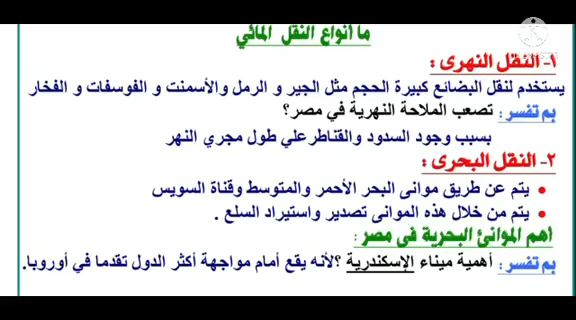 ما أنواع النقل المائي
١- النقل النهرى :
يستخدم لنقل البضائع كبيرة الحجم مثل الجير و الرمل والأسمنت و الفوسفات و الفخار
بم تفسر : تصعب الملاحة النهرية في مصر؟
بسبب وجود السدود والقناطرعلي طول مجري النهر
٢- النقل البحرى :
• يتم عن طريق موانى البحر الأحمر والمتوسط وقناة السويس
• يتم من خلال هذه الموانى تصدير واستيراد السلع .
أهم الموانئ البحرية فى مصر :
بم تفسر : أهمية ميناء الإسكندرية ؟لأنه يقع أمام مواجهة أكثر الدول تقدما في أوروبا.